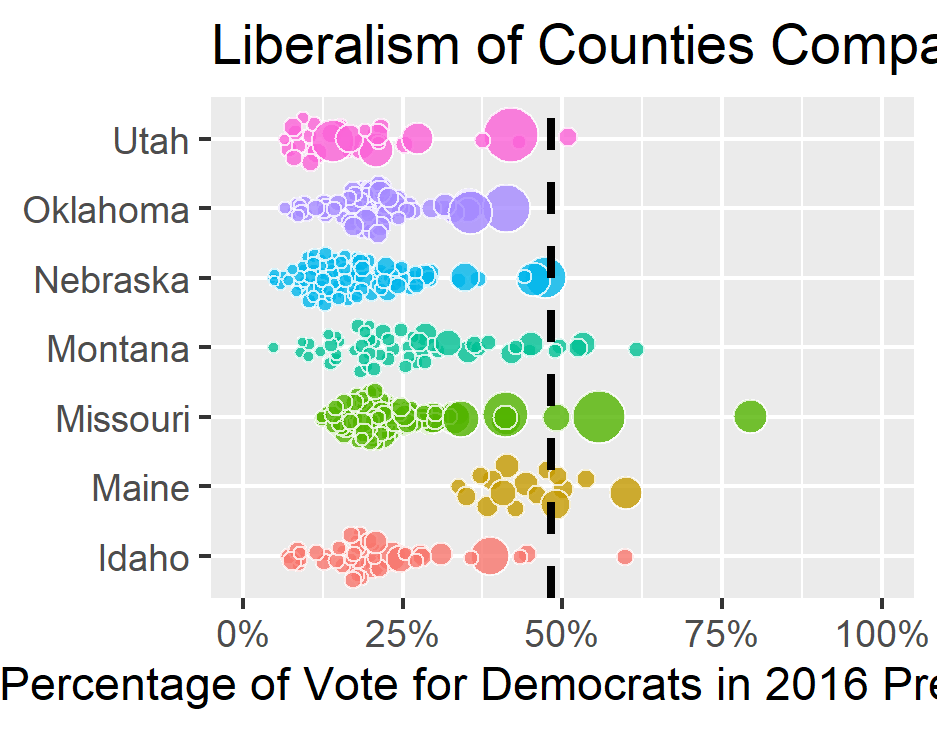 Liberalism of Counties Compa
Utah
Oklahoma
Nebraska
Montana
Missouri
Maine
Idaho
0% 25% 50% 75% 100%
Percentage of Vote for Democrats in 2016 Pre